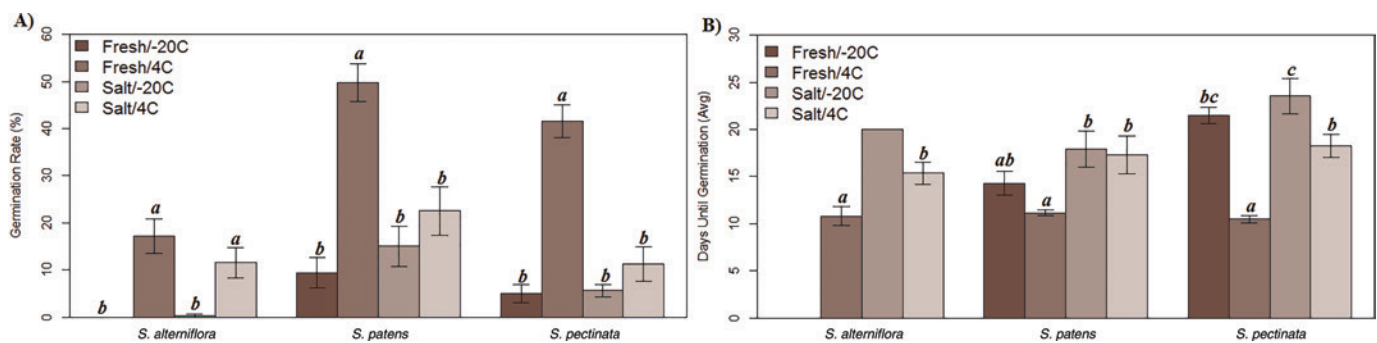 A)
Germination Rate (%)
60
50
40
30
20
10
0
Fresh/-20C
Fresh/4C
Salt/-20C
Salt/4C
b
a
b
a
b
a
b
b
b
a
b
b
S. alterniflora
S. patens
S. pectinata
B)
Days Until Germination (Avg)
30
25
20
15
10
5
0
Fresh/-20C
Fresh/4C
Salt/-20C
Salt/4C
a
b
ab
a
b
b
bc
a
c
b
S. alterniflora
S. patens
S. pectinata